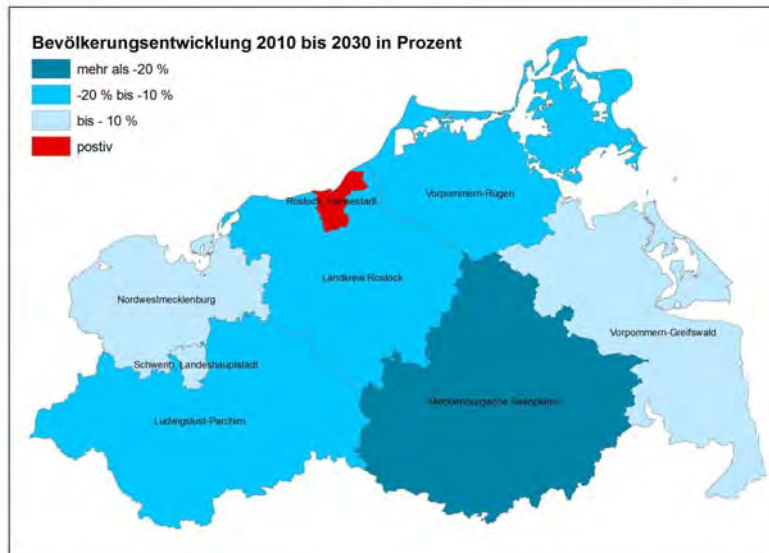 Bevölkerungsentwicklung 2010 bis 2030 in Prozent
mehr als -20 %
-20 % bis -10 %
bis - 10 %
postiv
Rostock, Hansestadt
Vorpommern-Rügen
Landkreis Rostock
Nordwestmecklenburg
Vorpommern-Greifswald
Schwerin, Landeshauptstadt
Mecklenburgische Seenplatte
Ludwigslust-Parchim